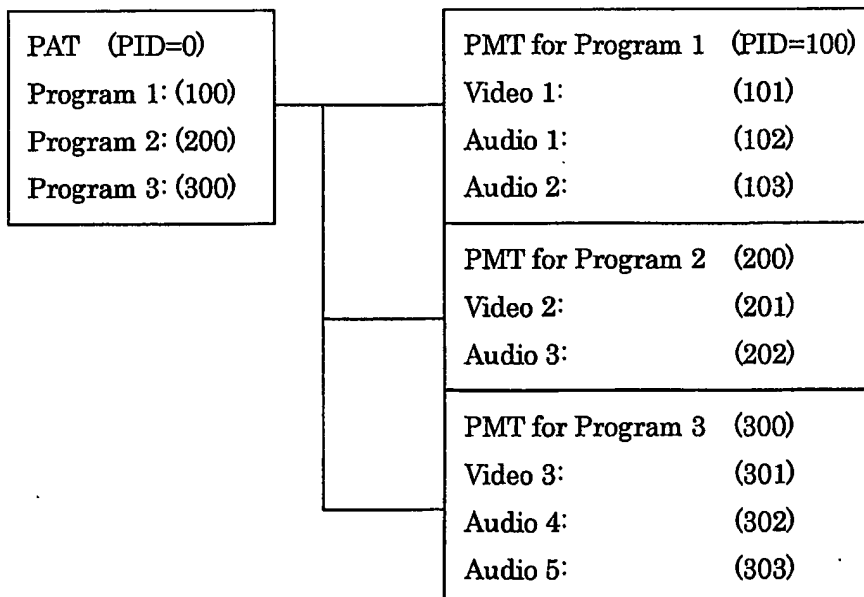 PAT (PID=0)
Program 1: (100)
Program 2: (200)
Program 3: (300)
PMT for Program 1 (PID=100)
Video 1: (101)
Audio 1: (102)
Audio 2: (103)
PMT for Program 2 (200)
Video 2: (201)
Audio 3: (202)
PMT for Program 3 (300)
Video 3: (301)
Audio 4: (302)
Audio 5: (303)